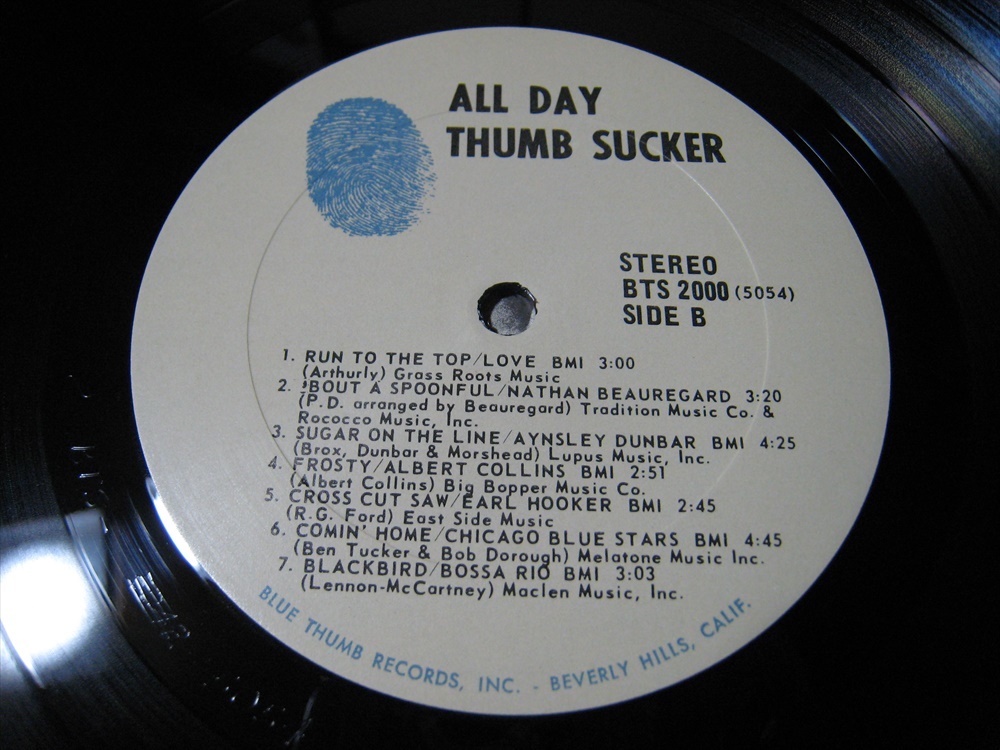 ALL DAY
THUMB SUCKER
STEREO
BTS 2000 (5054)
SIDE B
1. RUN TO THE TOP/LOVE BMI 3:00
(Arthurly) Grass Roots Music
2. 'BOUT A SPOONFUL/NATHAN BEAUREGARD 3:20
(P.D. arranged by Beauregard) Tradition Music Co. &
Rococco Music, Inc.
3. SUGAR ON THE LINE/AYNSLEY DUNBAR BMI 4:25
(Brox, Dunbar & Morshead) Lupus Music, Inc.
4. FROSTY/ALBERT COLLINS BMI 2:51
(Albert Collins) Big Bopper Music Co.
5. CROSS CUT SAW/EARL HOOKER BMI 2:45
(R.G. Ford) East Side Music
6. COMIN' HOME/CHICAGO BLUE STARS BMI 4:45
(Ben Tucker & Bob Dorough) Melatone Music Inc.
7. BLACKBIRD/BOSSA RIO BMI 3:03
(Lennon-McCartney) Maclen Music, Inc.
BLUE THUMB RECORDS, INC. - BEVERLY HILLS, CALIF.